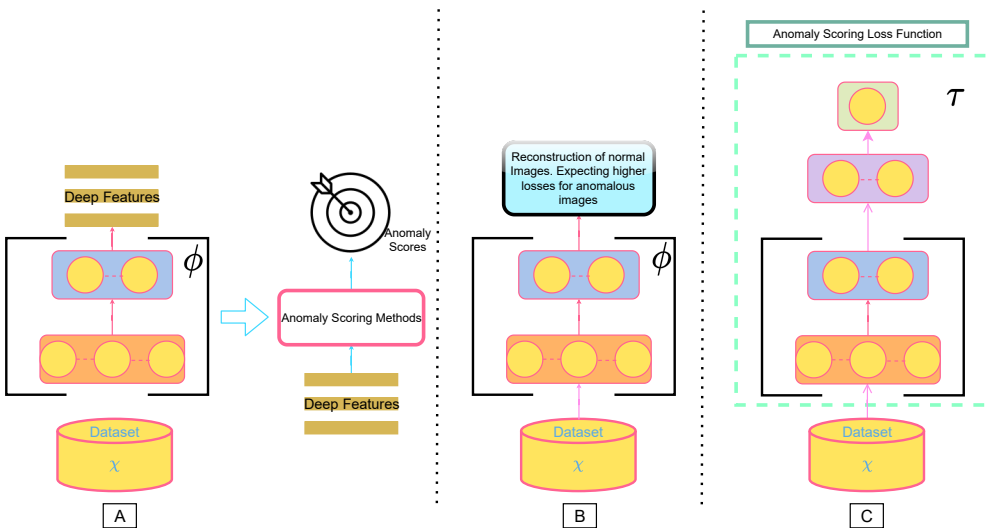 Deep Features
ϕ
Dataset
χ
A
Anomaly
Scores
Anomaly Scoring Methods
Deep Features
Reconstruction of normal
Images. Expecting higher
losses for anomalous
images
ϕ
Dataset
χ
B
Anomaly Scoring Loss Function
τ
Dataset
χ
C